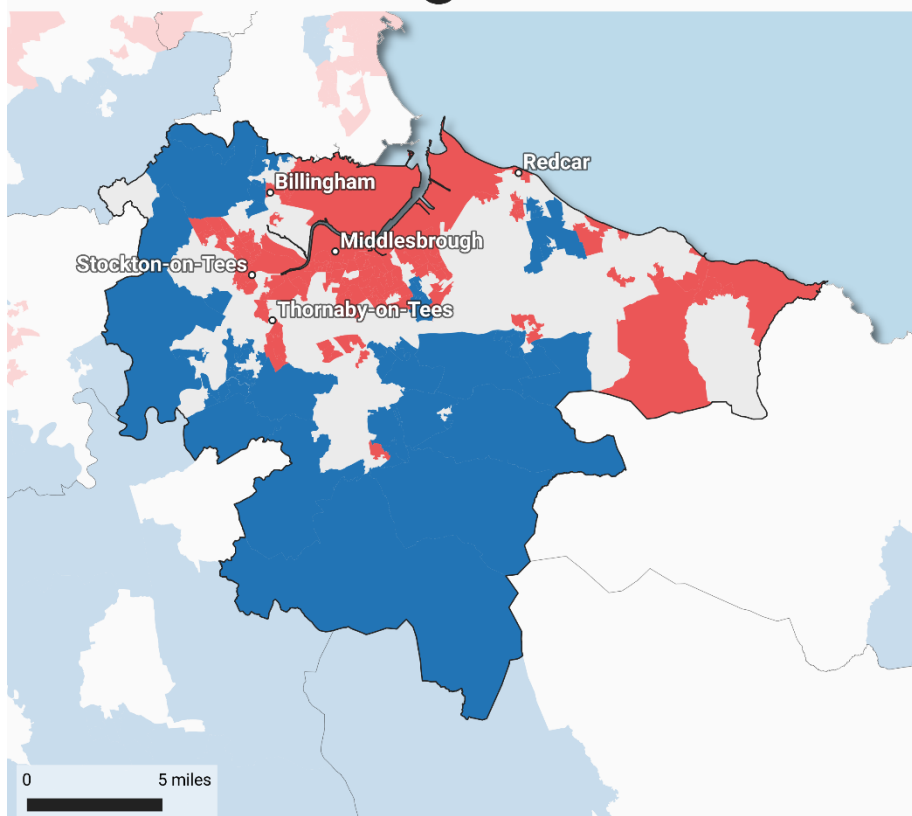 Redcar
Billingham
Middlesbrough
Stockton-on-Tees
Thornaby-on-Tees
0 5 miles